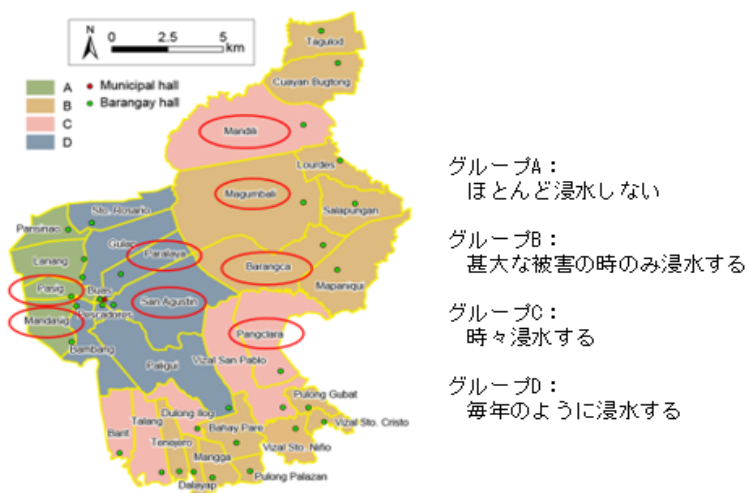 N
0 2.5 5
km
A
B
C
D
Municipal hall
Barangay hall
Tagulod
Cuayan Bugtong
Mandili
Lourdes
Magumbali
Salapungan
Sto. Rosario
Pansinao
Gulap
Paralaya
Lanang
Barangca
Mapaniqui
Pasig
Buas
San Agustin
Mandasig
Pescadores
Pangclara
Bambang
Paligui
Vizal San Pablo
Pulong Gubat
Dulong Ilog
Talang
Barit
Bahay Pare
Vizal Sto. Cristo
Tenejero
Vizal Sto. Niño
Mangga
Pulong Palazan
Dalayap
グループA：
ほとんど浸水しない
グループB：
甚大な被害の時のみ浸水する
グループC：
時々浸水する
グループD：
毎年のように浸水する